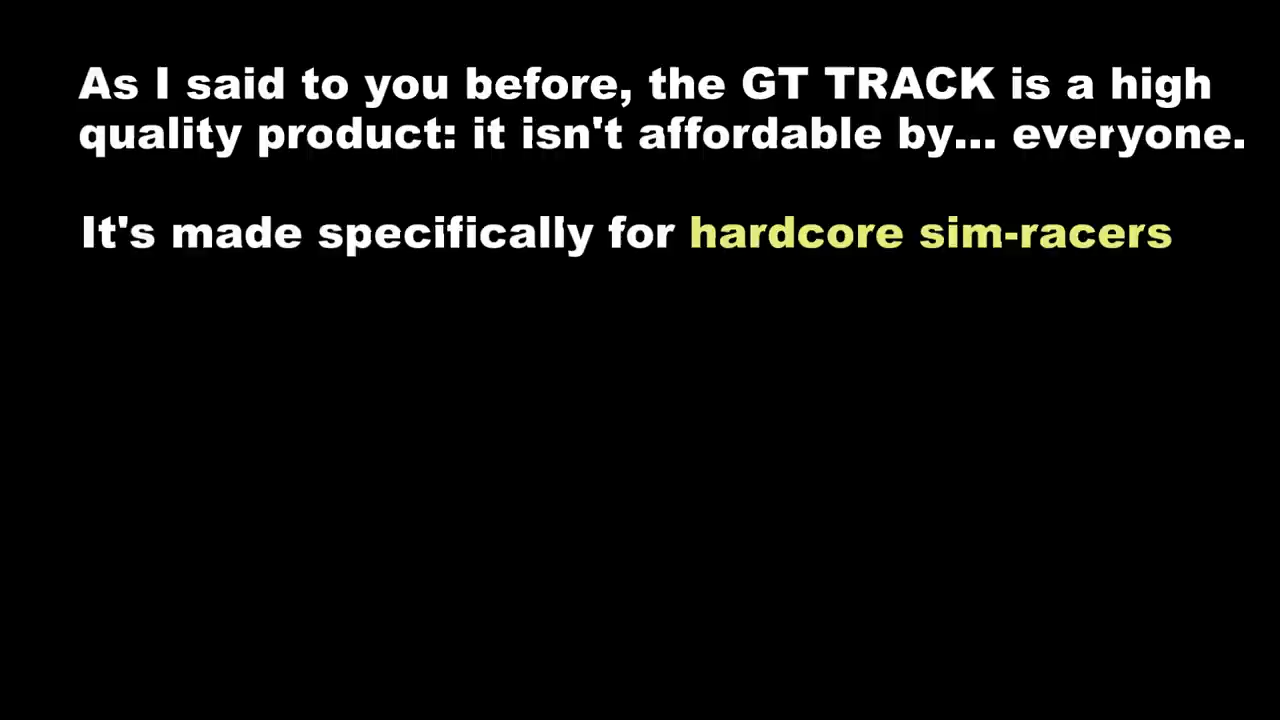 As I said to you before, the GT TRACK is a high
quality product: it isn't affordable by... everyone.
It's made specifically for hardcore sim-racers